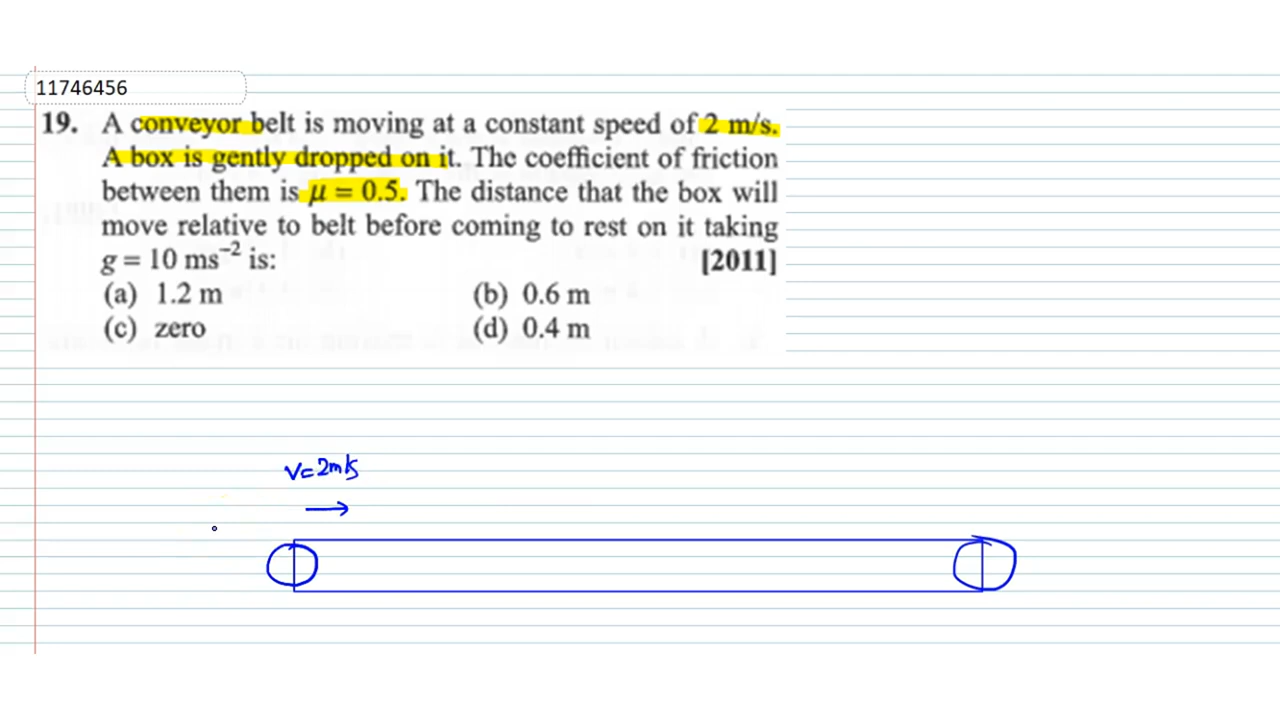 11746456
19. A conveyor belt is moving at a constant speed of 2 m/s.
A box is gently dropped on it. The coefficient of friction
between them is μ = 0.5. The distance that the box will
move relative to belt before coming to rest on it taking
g = 10 ms⁻² is: [2011]
(a) 1.2 m (b) 0.6 m
(c) zero (d) 0.4 m
V=2m/s